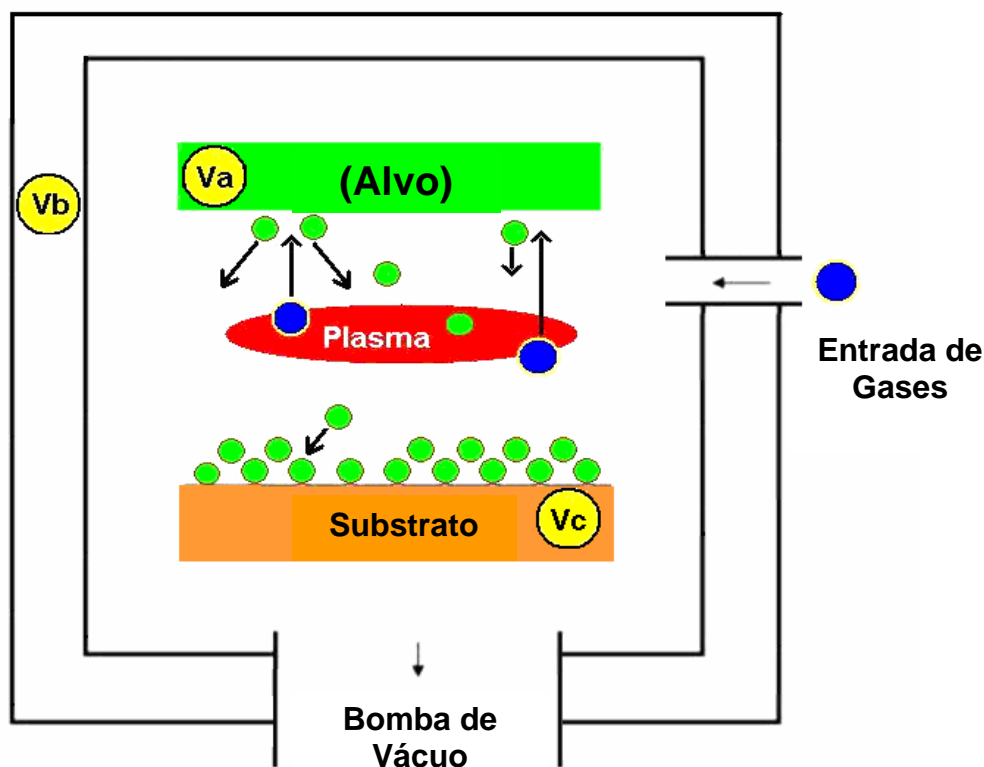 Va
(Alvo)
Vb
Plasma
Entrada de
Gases
Substrato
Vc
Bomba de
Vácuo